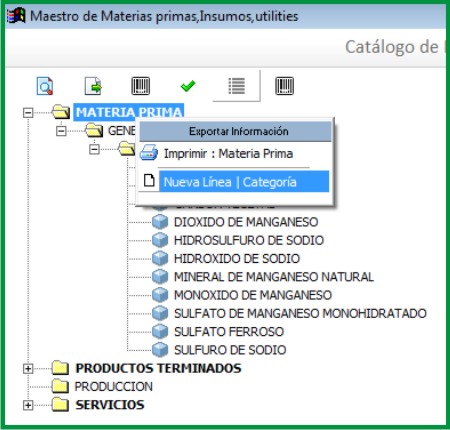 Maestro de Materias primas,Insumos,utilities
Catálogo de
MATERIA PRIMA
GENE
Exportar Información
Imprimir : Materia Prima
Nueva Línea | Categoría
DIOXIDO DE MANGANESO
HIDROSULFURO DE SODIO
HIDROXIDO DE SODIO
MINERAL DE MANGANESO NATURAL
MONOXIDO DE MANGANESO
SULFATO DE MANGANESO MONOHIDRATADO
SULFATO FERROSO
SULFURO DE SODIO
PRODUCTOS TERMINADOS
PRODUCCION
SERVICIOS